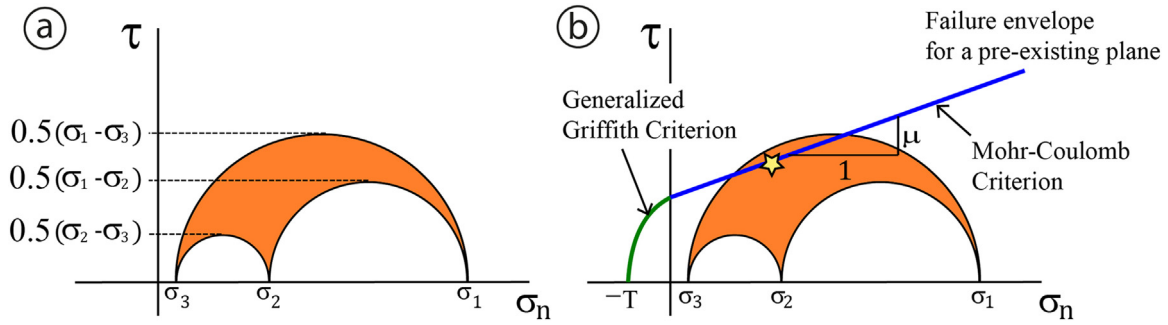 a
τ
0.5(σ1 -σ3)
0.5(σ1 -σ2)
0.5(σ2 -σ3)
σ3
σ2
σ1
σn
b
τ
Failure envelope
for a pre-existing plane
Generalized
Griffith Criterion
μ
1
Mohr-Coulomb
Criterion
−T
σ3
σ2
σ1
σn